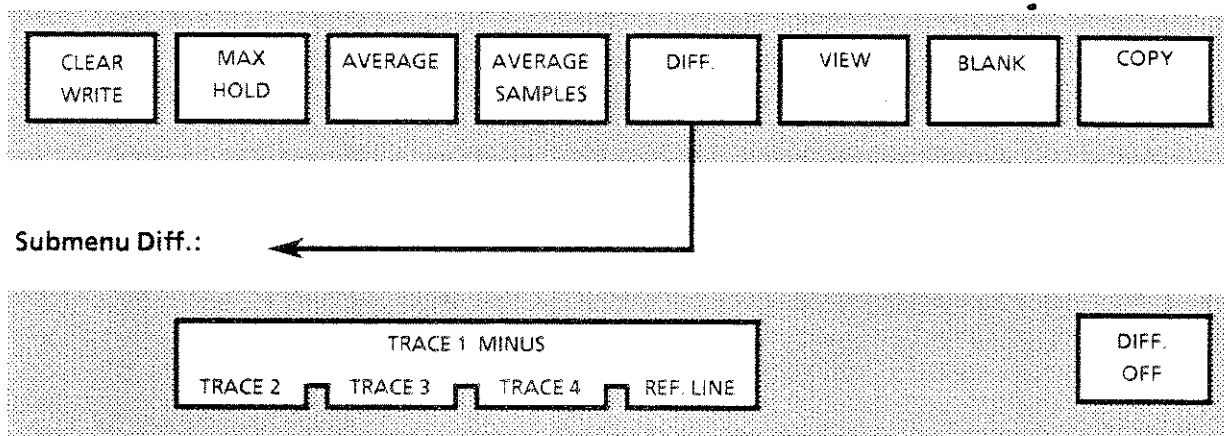 CLEAR WRITE
MAX HOLD
AVERAGE
AVERAGE SAMPLES
DIFF.
VIEW
BLANK
COPY
Submenu Diff.:
TRACE 1 MINUS
TRACE 2 TRACE 3 TRACE 4 REF. LINE
DIFF. OFF